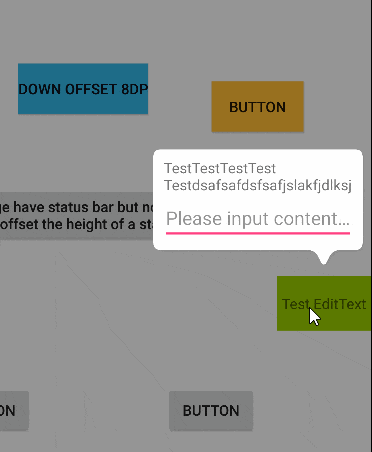 DOWN OFFSET 8DP
BUTTON
TestTestTestTest
Testdsafsafdsfsafjslakfjdlksj
Please input content...
ge have status bar but no
offset the height of a sta
Test EditText
ON
BUTTON